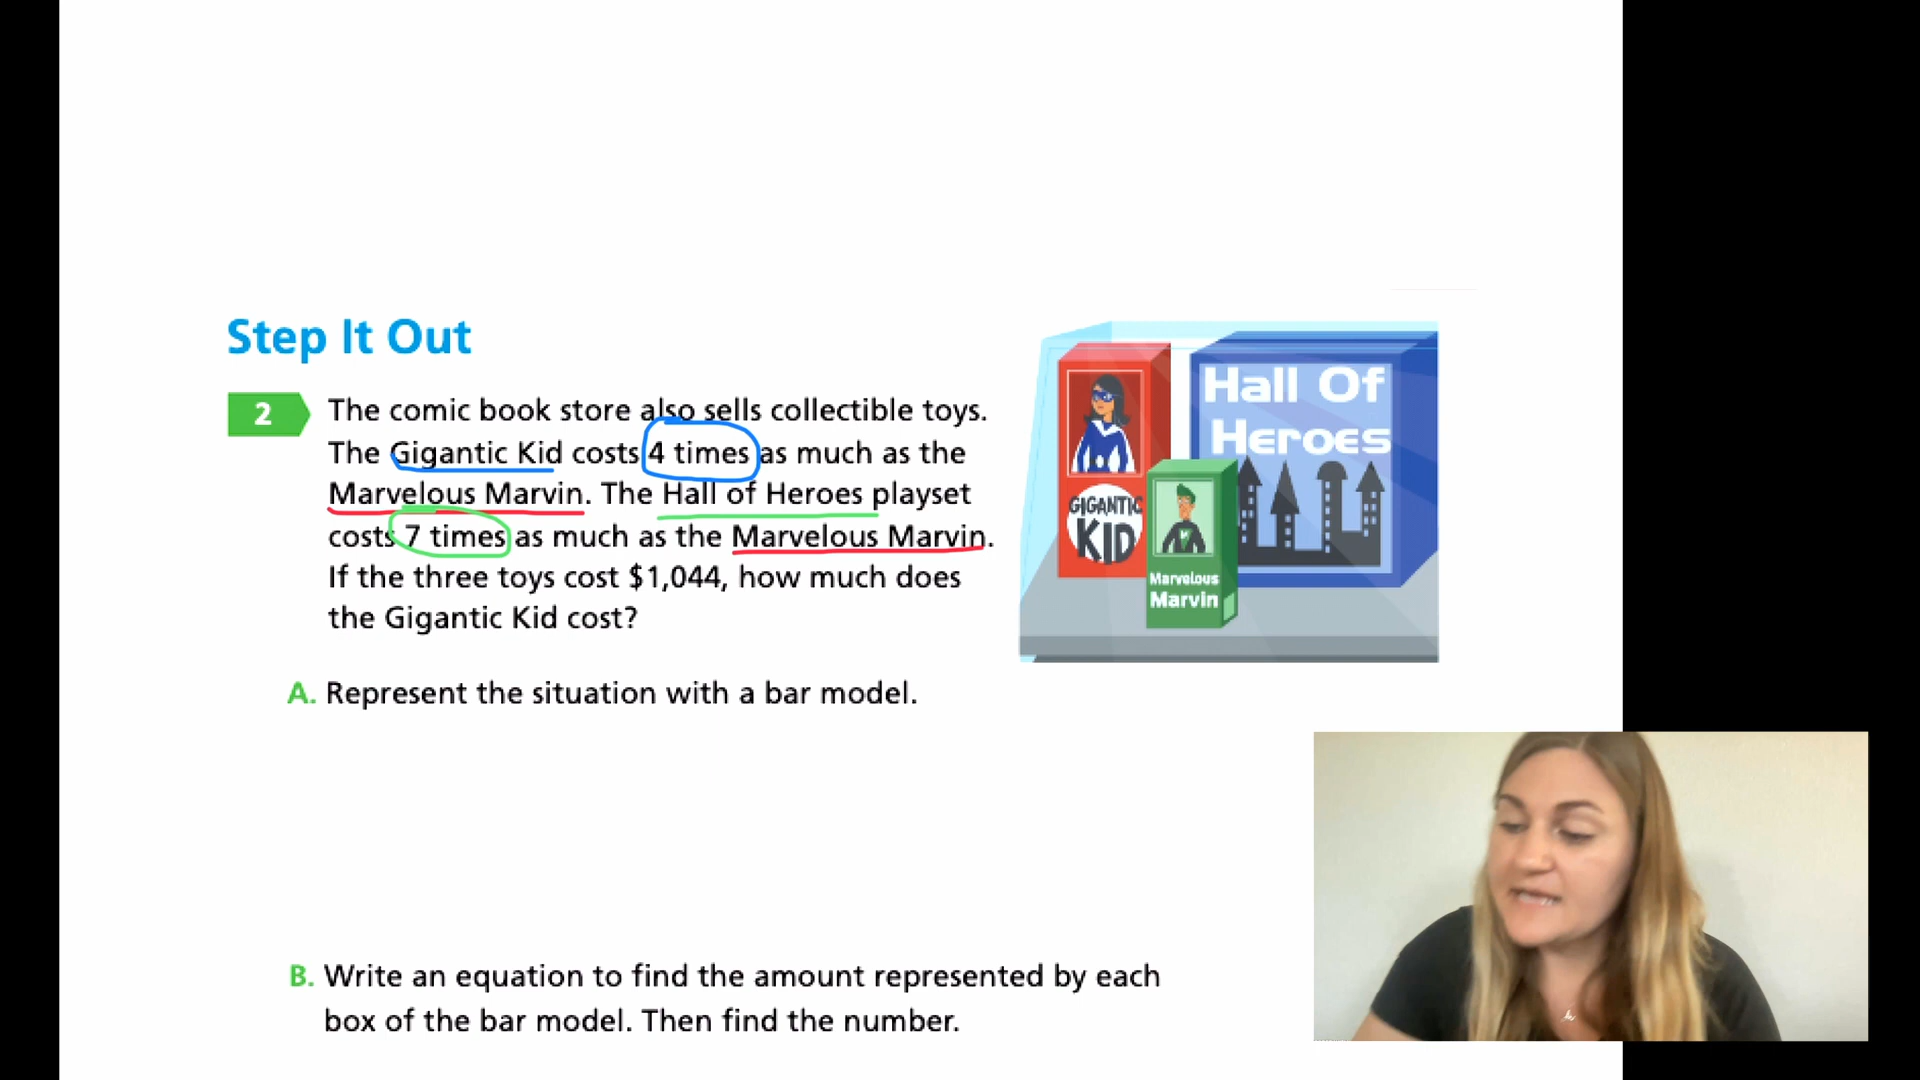 Step It Out
2
The comic book store also sells collectible toys.
The Gigantic Kid costs 4 times as much as the
Marvelous Marvin. The Hall of Heroes playset
costs 7 times as much as the Marvelous Marvin.
If the three toys cost $1,044, how much does
the Gigantic Kid cost?
Hall Of
Heroes
GIGANTIC
KID
Marvelous
Marvin
A. Represent the situation with a bar model.
B. Write an equation to find the amount represented by each
box of the bar model. Then find the number.